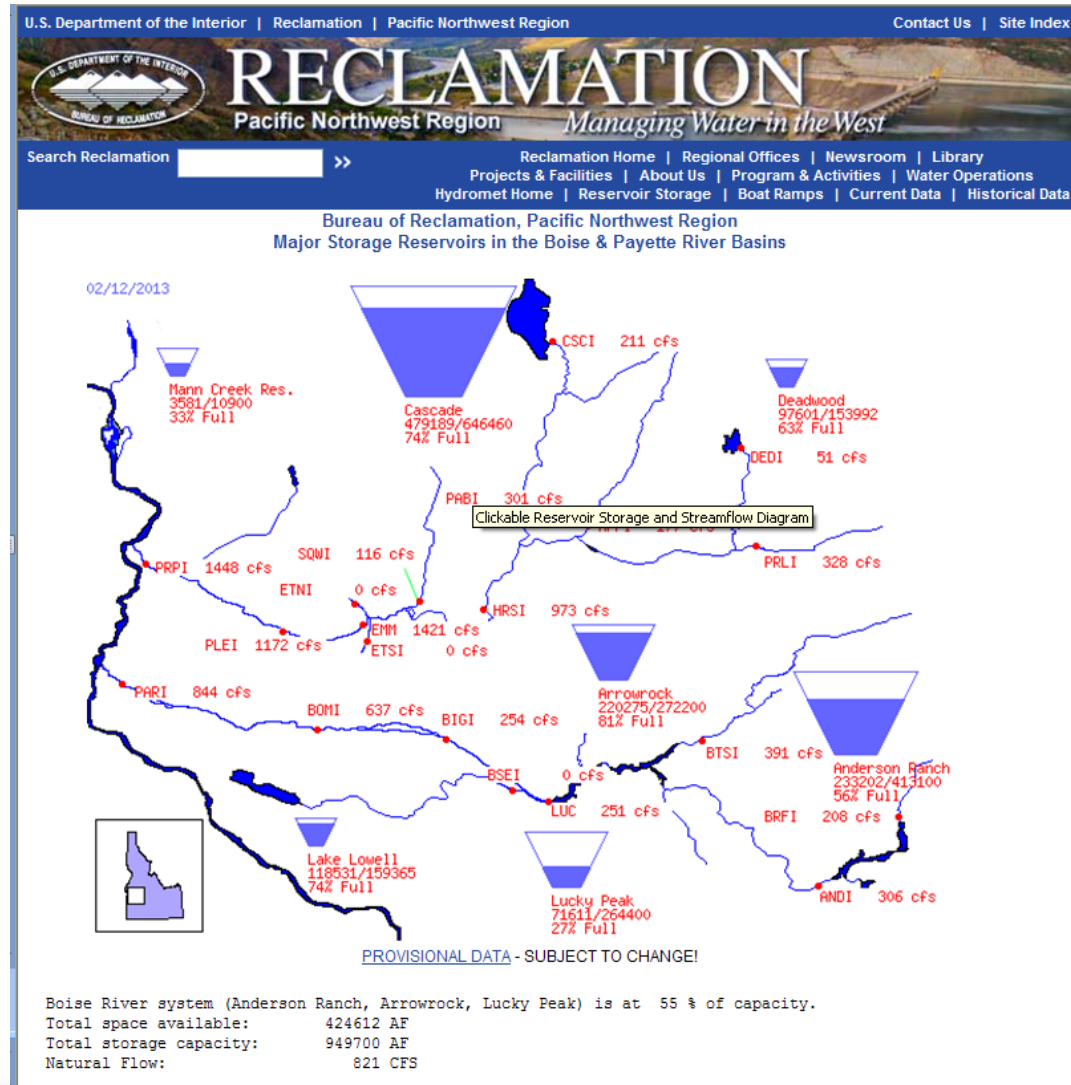 U.S. Department of the Interior | Reclamation | Pacific Northwest Region
Contact Us | Site Index
U.S. DEPARTMENT OF THE INTERIOR
BUREAU OF RECLAMATION
RECLAMATION
Pacific Northwest Region
Managing Water in the West
Search Reclamation
>>
Reclamation Home | Regional Offices | Newsroom | Library
Projects & Facilities | About Us | Program & Activities | Water Operations
Hydromet Home | Reservoir Storage | Boat Ramps | Current Data | Historical Data
Bureau of Reclamation, Pacific Northwest Region
Major Storage Reservoirs in the Boise & Payette River Basins
02/12/2013
CSCI 211 cfs
Mann Creek Res.
3581/10900
33% Full
Cascade
479189/646460
74% Full
Deadwood
97601/153992
63% Full
DEDI 51 cfs
PABI 301 cfs
Clickable Reservoir Storage and Streamflow Diagram
SQWI 116 cfs
PRPI 1448 cfs
PRLI 328 cfs
ETNI 0 cfs
HRSI 973 cfs
EMM 1421 cfs
PLEI 1172 cfs
ETSI 0 cfs
Arrowrock
220275/272200
81% Full
PARI 844 cfs
BOMI 637 cfs
BIGI 254 cfs
BTSI 391 cfs
Anderson Ranch
233202/413100
56% Full
BSEI 0 cfs
LUC 251 cfs
BRFI 208 cfs
Lake Lowell
118531/159365
74% Full
Lucky Peak
71611/264400
27% Full
ANDI 306 cfs
PROVISIONAL DATA - SUBJECT TO CHANGE!
Boise River system (Anderson Ranch, Arrowrock, Lucky Peak) is at 55 % of capacity.
Total space available: 424612 AF
Total storage capacity: 949700 AF
Natural Flow: 821 CFS